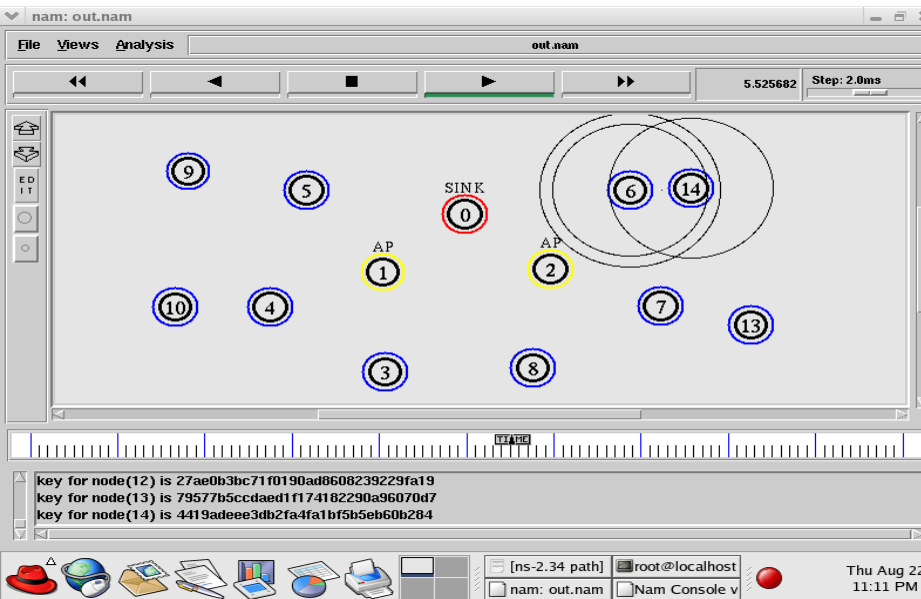 nam: out.nam
File Views Analysis out.nam
5.525682 Step: 2.0ms
ED
IT
9
5
SINK
0
6
14
AP
1
AP
2
10
4
7
13
3
8
TIME
key for node(12) is 27ae0b3bc71f0190ad8608239229fa19
key for node(13) is 79577b5ccdaed1f174182290a96070d7
key for node(14) is 4419adeee3db2fa4fa1bf5b5eb60b284
[ns-2.34 path] root@localhost
nam: out.nam Nam Console v
Thu Aug 22
11:11 PM